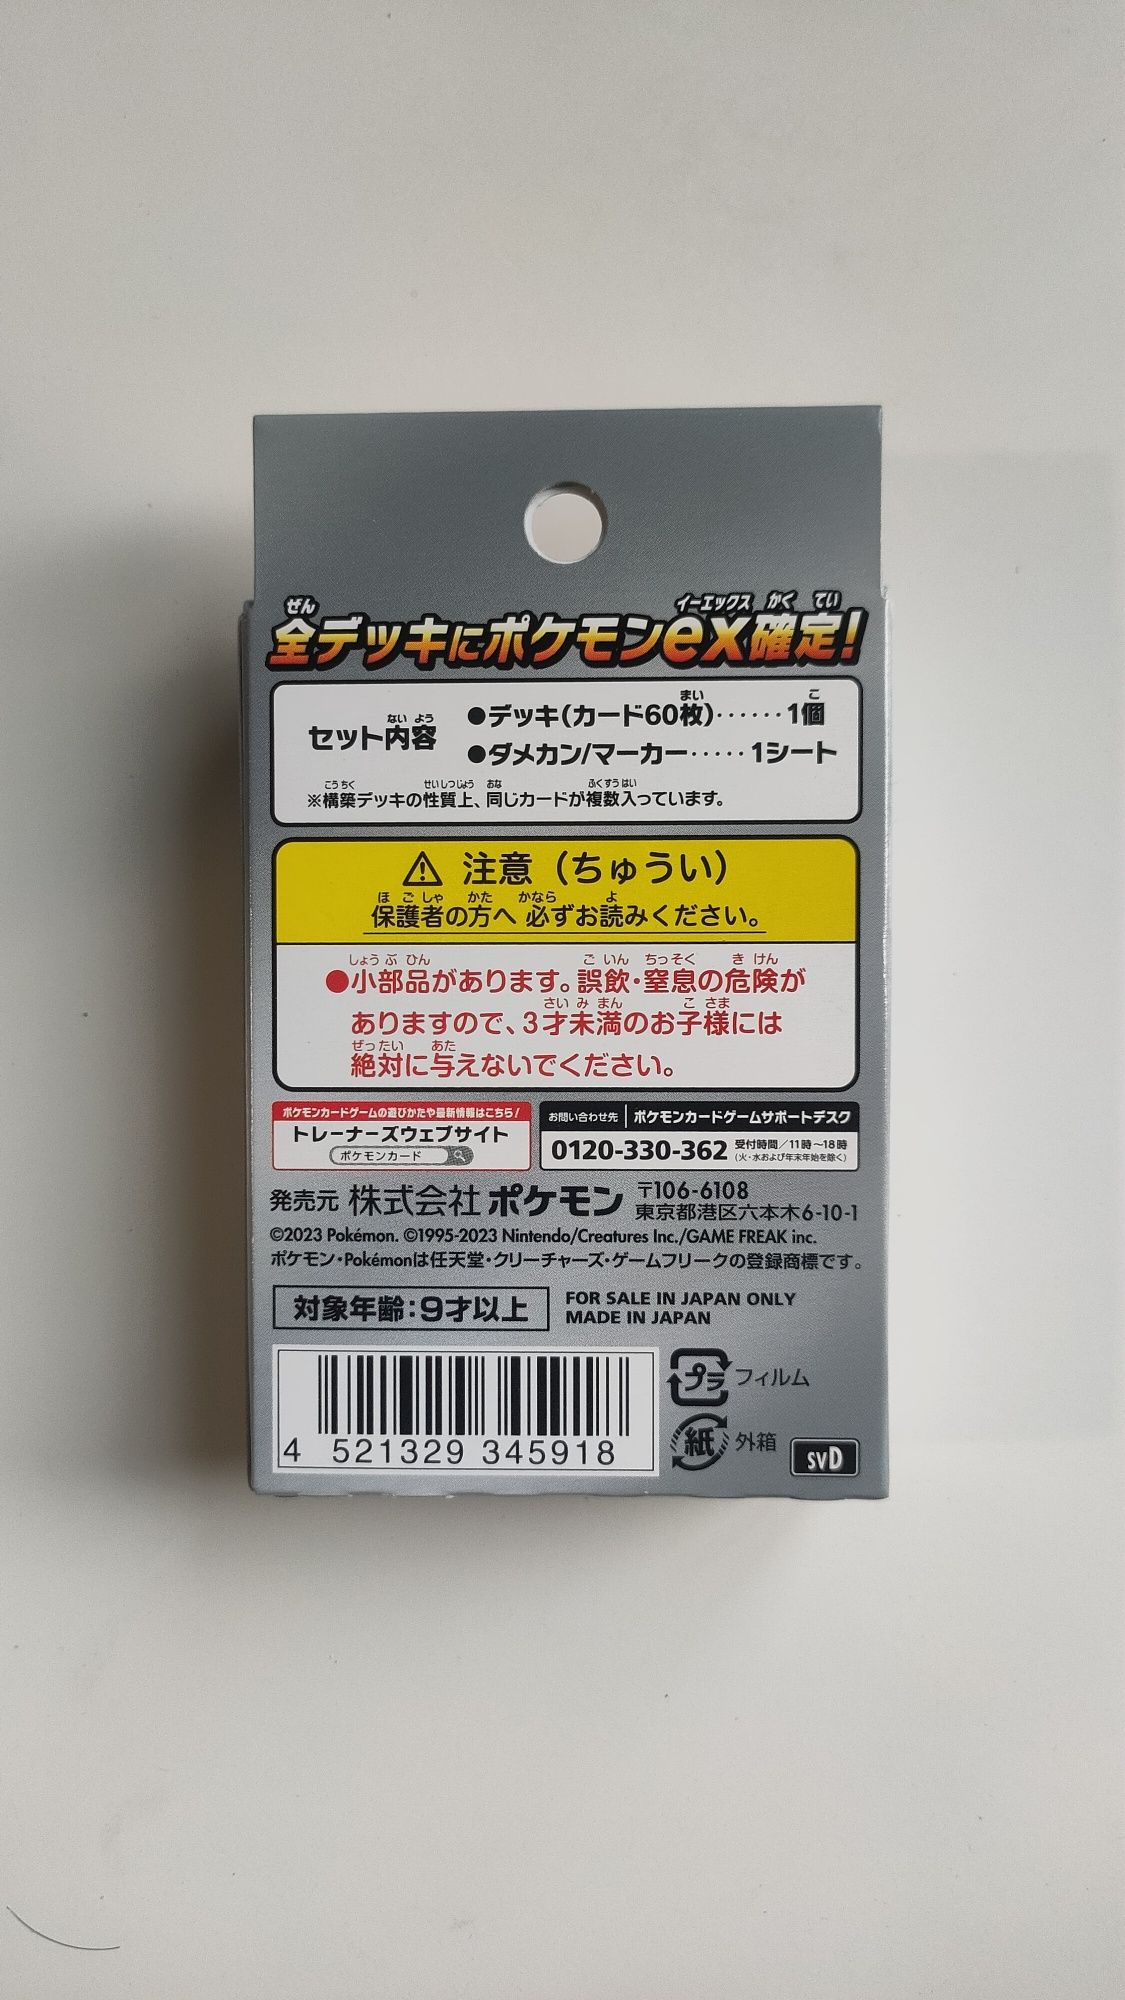 全デッキにポケモンex確定!
セット内容
●デッキ(カード60枚)······1個
●ダメカン/マーカー·····1シート
※構築デッキの性質上、同じカードが複数入っています。
⚠ 注意(ちゅうい)
保護者の方へ 必ずお読みください。
●小部品があります。誤飲・窒息の危険が
ありますので、3才未満のお子様には
絶対に与えないでください。
ポケモンカードゲームの遊びかたや最新情報はこちら!
トレーナーズウェブサイト
ポケモンカード
お問い合わせ先 ポケモンカードゲームサポートデスク
0120-330-362 受付時間/11時~18時
(火・水および年末年始を除く)
発売元 株式会社ポケモン 〒106-6108
東京都港区六本木6-10-1
©2023 Pokémon. ©1995-2023 Nintendo/Creatures Inc./GAME FREAK inc.
ポケモン・Pokémonは任天堂・クリーチャーズ・ゲームフリークの登録商標です。
対象年齢:9才以上
FOR SALE IN JAPAN ONLY
MADE IN JAPAN
プラ フィルム
紙 外箱
svD
4 521329 345918